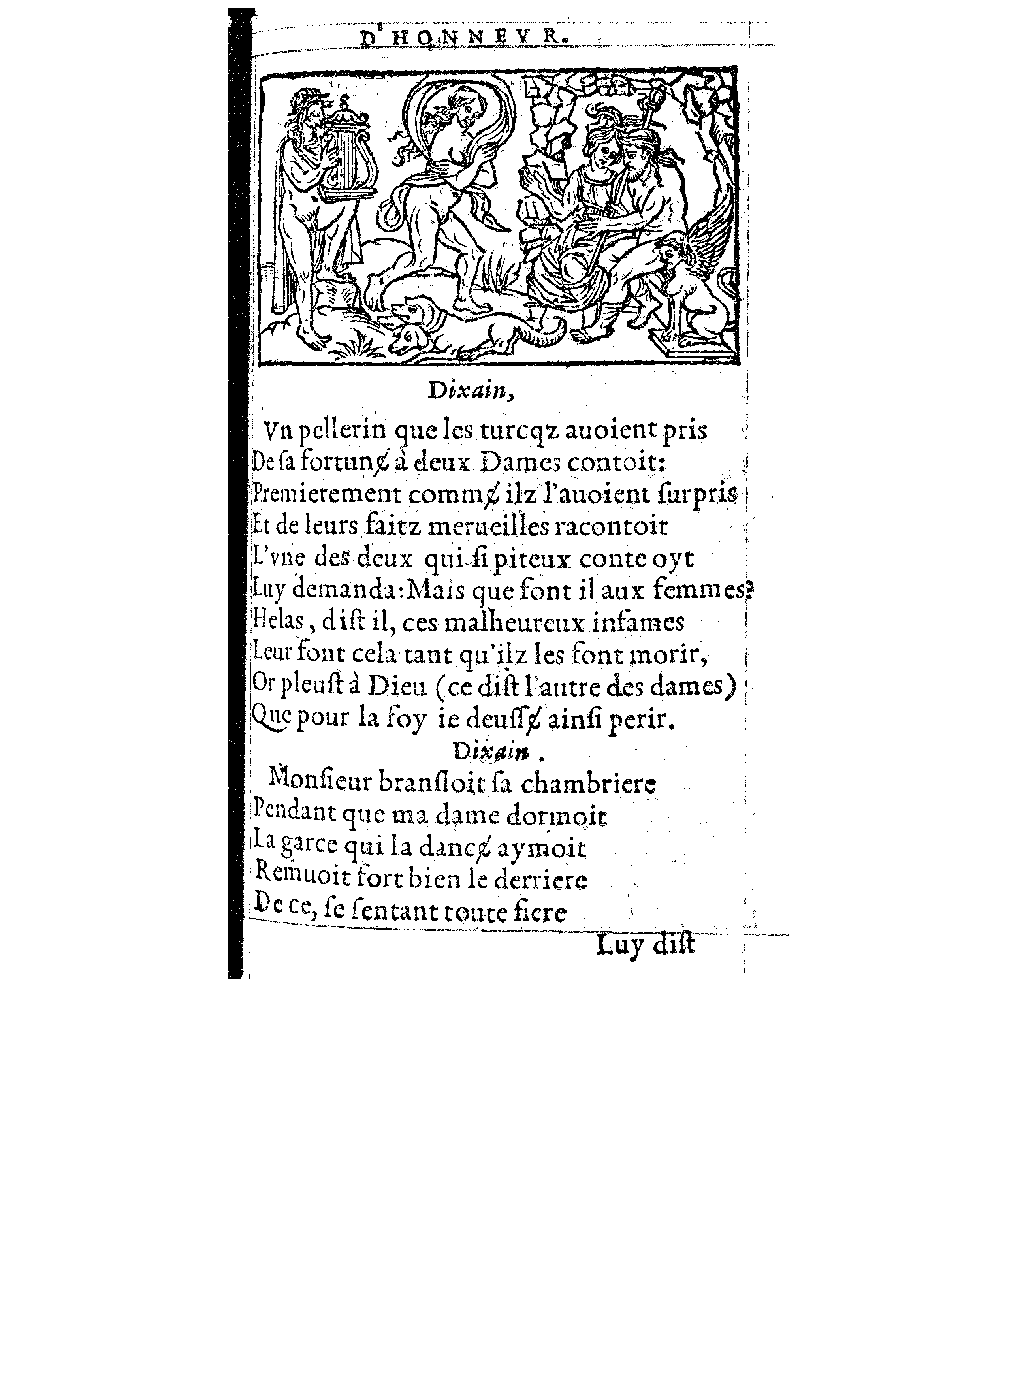 D'HONNEVR.
Dixain,
Vn pellerin que les turcqz auoient pris
De ſa fortunɇ à deux Dames contoit:
Premierement commɇ ilz l'auoient ſurpris
Et de leurs faitz merueilles racontoit
L'vne des deux qui ſi piteux conte oyt
Luy demanda: Mais que font il aux femmes?
Helas, diſt il, ces malheureux infames
Leur font cela tant qu'ilz les font morir,
Or pleuſt à Dieu (ce diſt l'autre des dames)
Que pour la foy ie deuſſɇ ainſi perir.
Dixain.
Monſieur branſloit ſa chambriere
Pendant que ma dame dormoit
La garce qui la dancɇ aymoit
Remuoit fort bien le derriere
De ce, ſe ſentant toute fiere
Luy diſt